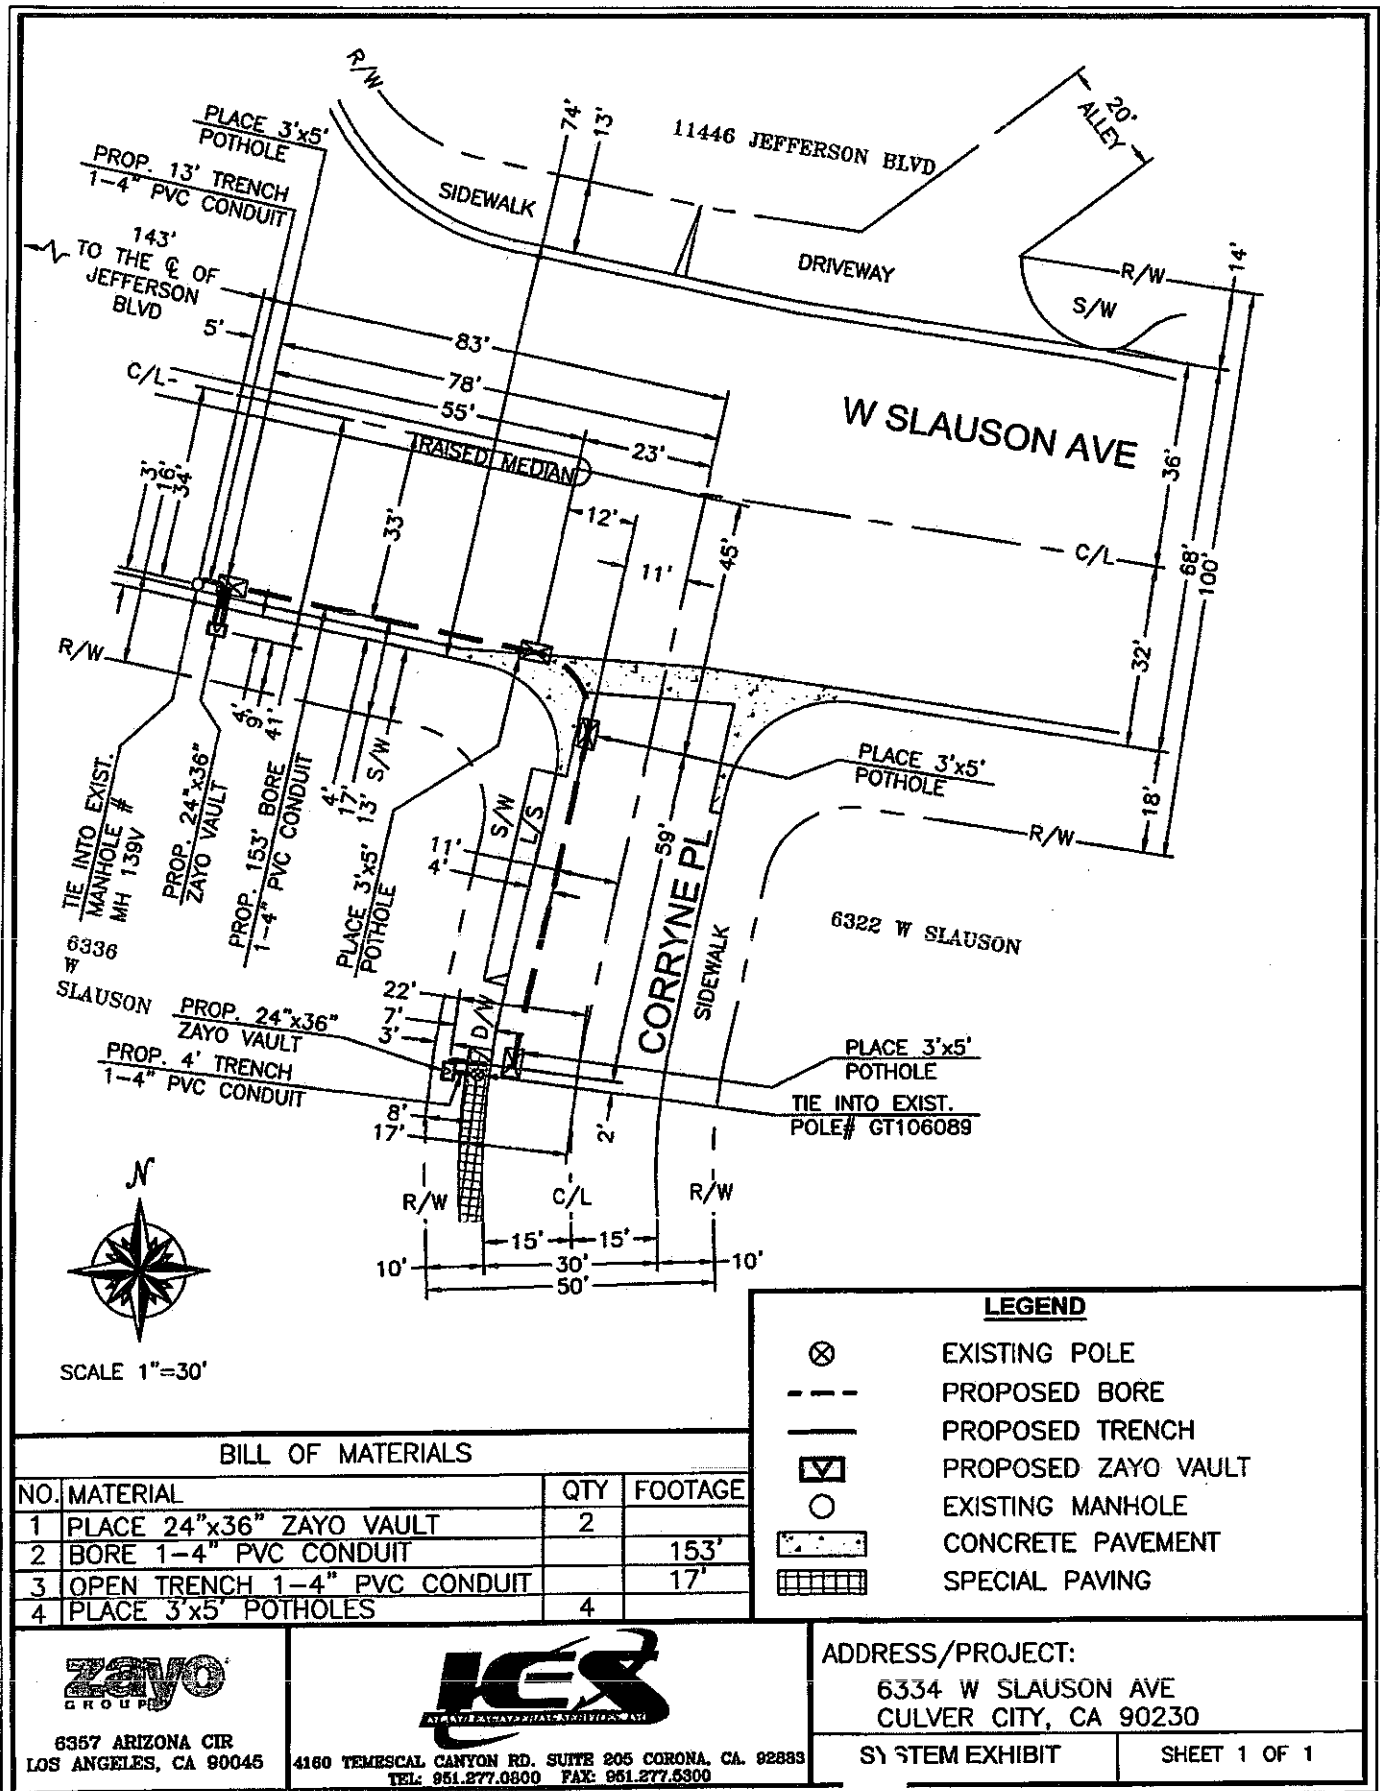 R/W
PLACE 3'x5'
POTHOLE
PROP. 13' TRENCH
1-4" PVC CONDUIT
143'
TO THE ℄ OF
JEFFERSON
BLVD
5'
74'
13'
11446 JEFFERSON BLVD
20'
ALLEY
SIDEWALK
DRIVEWAY
R/W
14'
S/W
83'
78'
55'
23'
C/L
RAISED MEDIAN
W SLAUSON AVE
36'
68'
100'
3'
16'
34'
33'
12'
11'
45'
C/L
32'
R/W
4'
9'
41'
4'
17'
13' S/W
TIE INTO EXIST.
MANHOLE #
MH 139V
PROP. 24"x36"
ZAYO VAULT
PROP. 153' BORE
1-4" PVC CONDUIT
PLACE 3'x5'
POTHOLE
S/W
L/S
11'
4'
59'
PLACE 3'x5'
POTHOLE
18'
R/W
CORRYNE PL
SIDEWALK
6322 W SLAUSON
6336
W
SLAUSON
22'
7'
3'
D/W
PROP. 24"x36"
ZAYO VAULT
PROP. 4' TRENCH
1-4" PVC CONDUIT
8'
17'
2'
PLACE 3'x5'
POTHOLE
TIE INTO EXIST.
POLE# GT106089
R/W
C/L
R/W
15'
15'
10'
30'
10'
50'
N
SCALE 1"=30'
LEGEND
EXISTING POLE
PROPOSED BORE
PROPOSED TRENCH
PROPOSED ZAYO VAULT
EXISTING MANHOLE
CONCRETE PAVEMENT
SPECIAL PAVING
BILL OF MATERIALS
NO. MATERIAL QTY FOOTAGE
1 PLACE 24"x36" ZAYO VAULT 2
2 BORE 1-4" PVC CONDUIT 153'
3 OPEN TRENCH 1-4" PVC CONDUIT 17'
4 PLACE 3'x5' POTHOLES 4
zayo
GROUP
6357 ARIZONA CIR
LOS ANGELES, CA 90045
IES
INLAND ENGINEERING SERVICES, INC
4160 TEMESCAL CANYON RD. SUITE 205 CORONA, CA. 92883
TEL: 951.277.0800 FAX: 951.277.5300
ADDRESS/PROJECT:
6334 W SLAUSON AVE
CULVER CITY, CA 90230
SYSTEM EXHIBIT
SHEET 1 OF 1